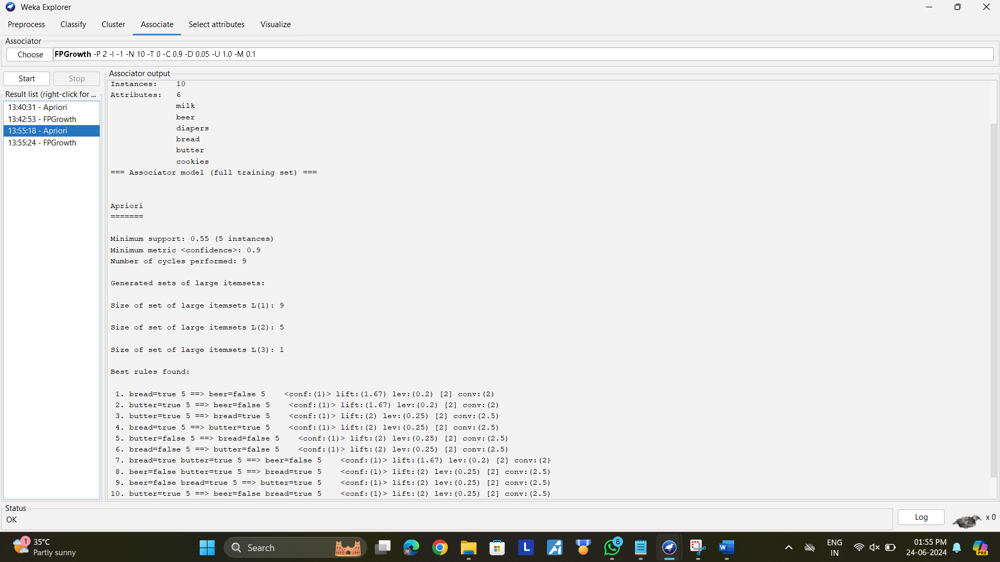 Weka Explorer
Preprocess Classify Cluster Associate Select attributes Visualize
Associator
Choose FPGrowth -P 2 -I -1 -N 10 -T 0 -C 0.9 -D 0.05 -U 1.0 -M 0.1
Start Stop
Result list (right-click for ...
13:40:31 - Apriori
13:42:53 - FPGrowth
13:55:18 - Apriori
13:55:24 - FPGrowth
Associator output
Instances: 10
Attributes: 6
milk
beer
diapers
bread
butter
cookies
=== Associator model (full training set) ===
Apriori
=======
Minimum support: 0.55 (5 instances)
Minimum metric <confidence>: 0.9
Number of cycles performed: 9
Generated sets of large itemsets:
Size of set of large itemsets L(1): 9
Size of set of large itemsets L(2): 5
Size of set of large itemsets L(3): 1
Best rules found:
1. bread=true 5 ==> beer=false 5 <conf:(1)> lift:(1.67) lev:(0.2) [2] conv:(2)
2. butter=true 5 ==> beer=false 5 <conf:(1)> lift:(1.67) lev:(0.2) [2] conv:(2)
3. butter=true 5 ==> bread=true 5 <conf:(1)> lift:(2) lev:(0.25) [2] conv:(2.5)
4. bread=true 5 ==> butter=true 5 <conf:(1)> lift:(2) lev:(0.25) [2] conv:(2.5)
5. butter=false 5 ==> bread=false 5 <conf:(1)> lift:(2) lev:(0.25) [2] conv:(2.5)
6. bread=false 5 ==> butter=false 5 <conf:(1)> lift:(2) lev:(0.25) [2] conv:(2.5)
7. bread=true butter=true 5 ==> beer=false 5 <conf:(1)> lift:(1.67) lev:(0.2) [2] conv:(2)
8. beer=false butter=true 5 ==> bread=true 5 <conf:(1)> lift:(2) lev:(0.25) [2] conv:(2.5)
9. beer=false bread=true 5 ==> butter=true 5 <conf:(1)> lift:(2) lev:(0.25) [2] conv:(2.5)
10. butter=true 5 ==> beer=false bread=true 5 <conf:(1)> lift:(2) lev:(0.25) [2] conv:(2.5)
Status
OK
Log x 0
1 35°C
Partly sunny
Search
L
8
W
ENG
IN
01:55 PM
24-06-2024
PRE